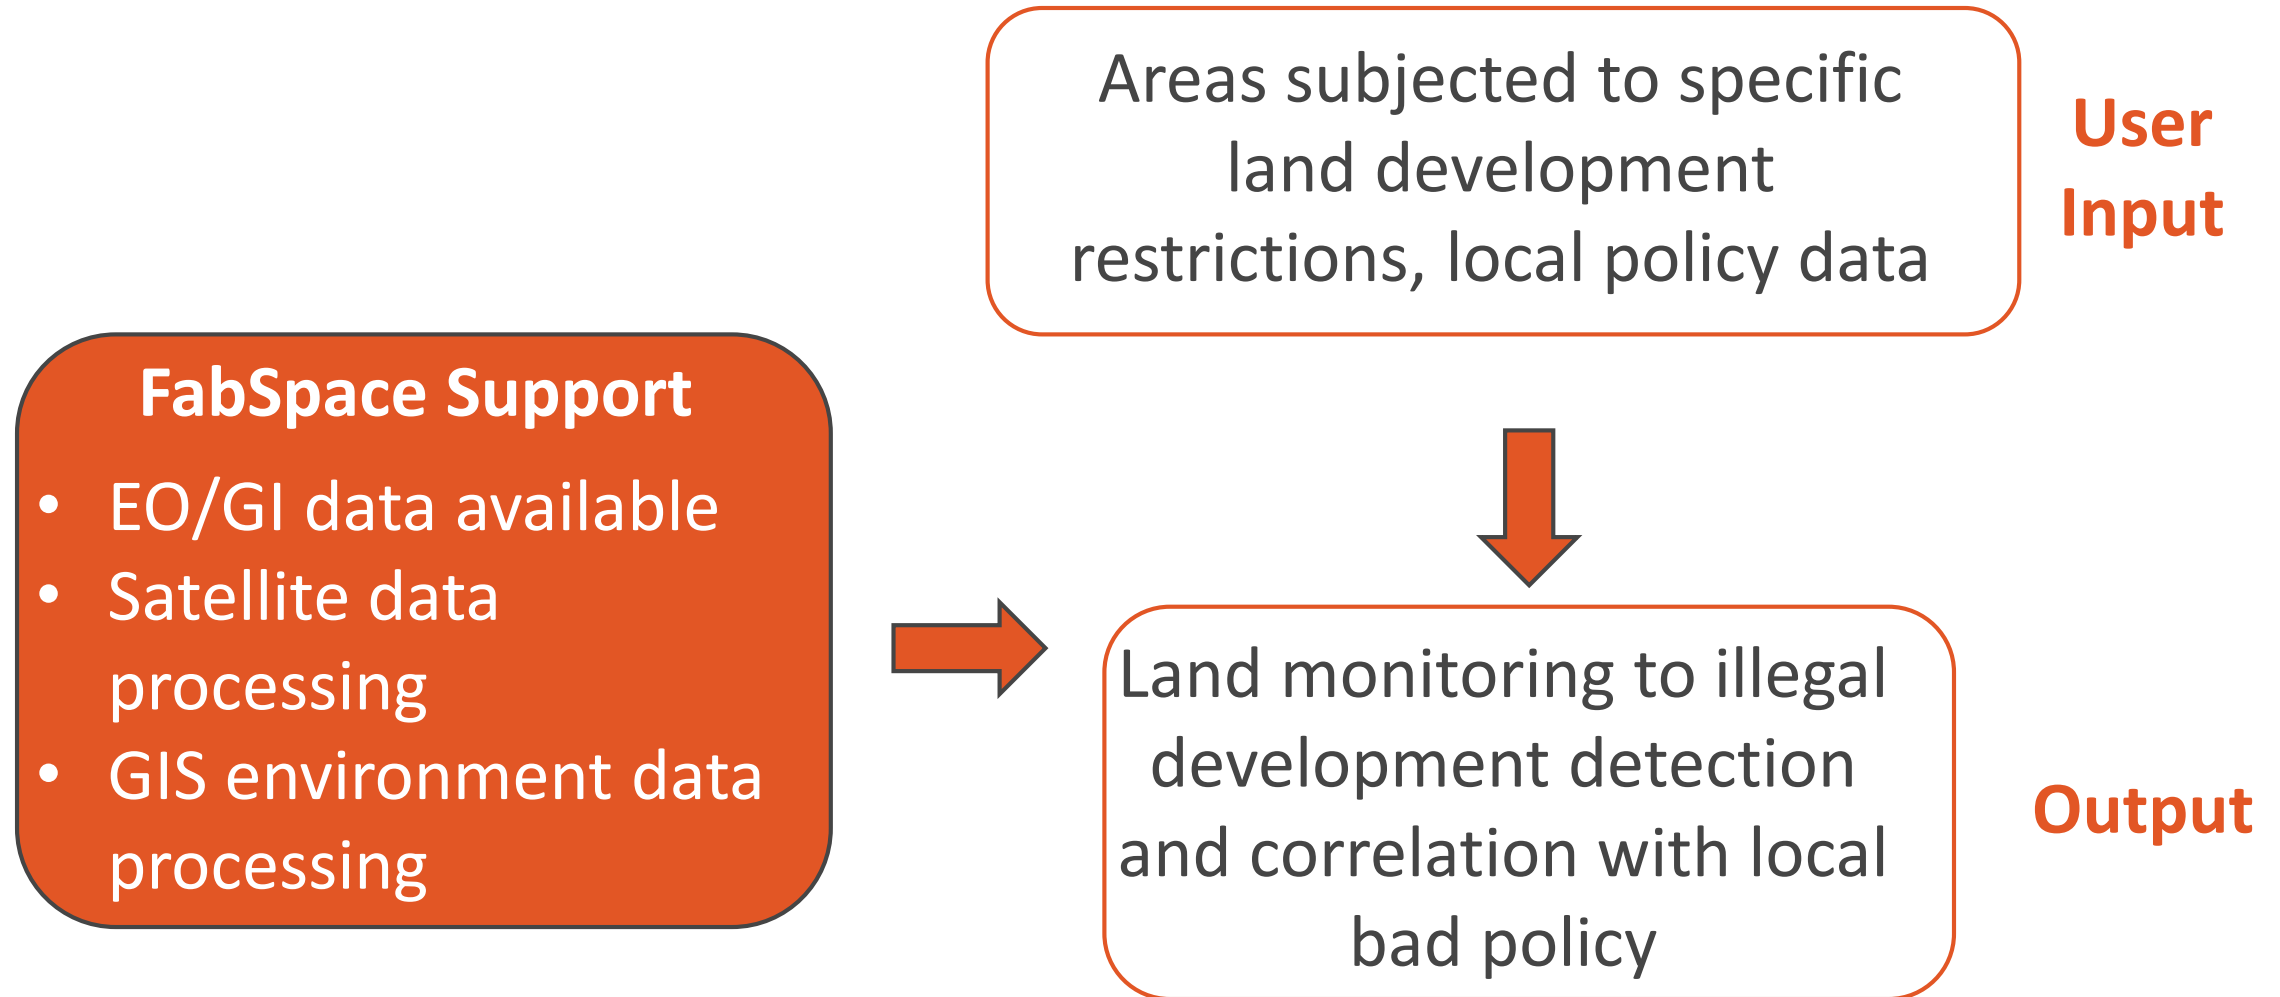 Areas subjected to specific
land development
restrictions, local policy data
User
Input
FabSpace Support
• EO/GI data available
• Satellite data
processing
• GIS environment data
processing
Land monitoring to illegal
development detection
and correlation with local
bad policy
Output